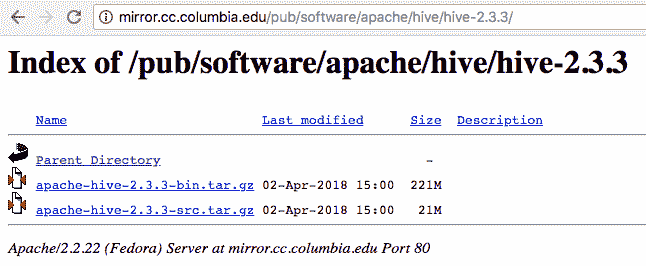 mirror.cc.columbia.edu/pub/software/apache/hive/hive-2.3.3/
Index of /pub/software/apache/hive/hive-2.3.3
Name Last modified Size Description
Parent Directory -
apache-hive-2.3.3-bin.tar.gz 02-Apr-2018 15:00 221M
apache-hive-2.3.3-src.tar.gz 02-Apr-2018 15:00 21M
Apache/2.2.22 (Fedora) Server at mirror.cc.columbia.edu Port 80